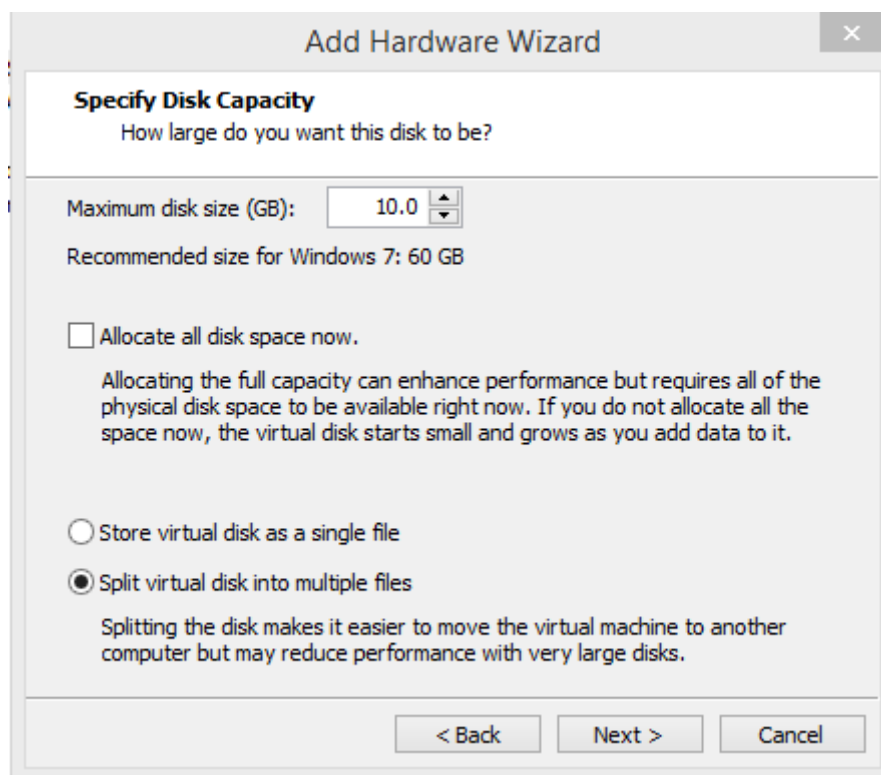 Add Hardware Wizard
Specify Disk Capacity
How large do you want this disk to be?
Maximum disk size (GB): 10.0
Recommended size for Windows 7: 60 GB
Allocate all disk space now.
Allocating the full capacity can enhance performance but requires all of the
physical disk space to be available right now. If you do not allocate all the
space now, the virtual disk starts small and grows as you add data to it.
Store virtual disk as a single file
Split virtual disk into multiple files
Splitting the disk makes it easier to move the virtual machine to another
computer but may reduce performance with very large disks.
< Back Next > Cancel